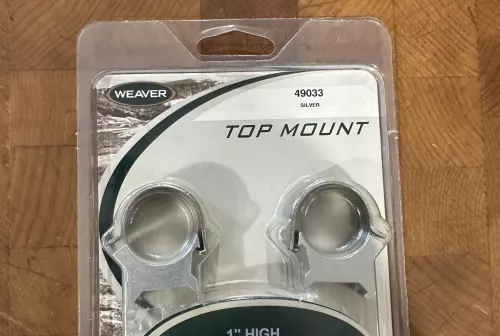 WEAVER
49033
SILVER
TOP MOUNT
1" HIGH